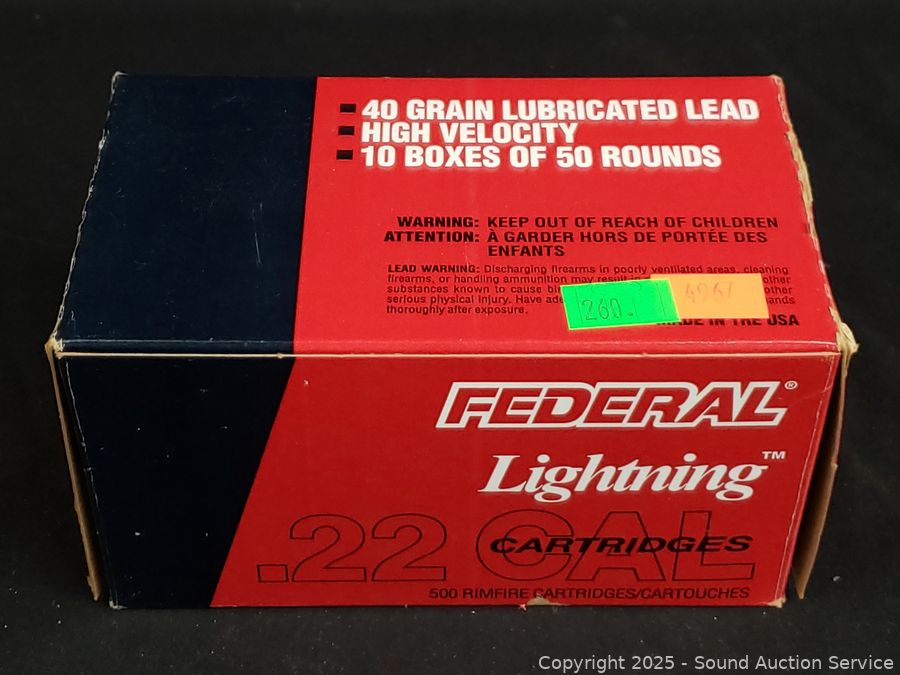 40 GRAIN LUBRICATED LEAD
HIGH VELOCITY
10 BOXES OF 50 ROUNDS
WARNING: KEEP OUT OF REACH OF CHILDREN
ATTENTION: À GARDER HORS DE PORTÉE DES
ENFANTS
LEAD WARNING: Discharging firearms in poorly ventilated areas, cleaning
firearms, or handling ammunition may result in other
substances known to cause
serious physical injury. Have hands
thoroughly after exposure.
260. 496/
MADE IN THE USA
FEDERAL®
Lightning™
.22 CAL
CARTRIDGES
500 RIMFIRE CARTRIDGES/CARTOUCHES
Copyright 2025 - Sound Auction Service